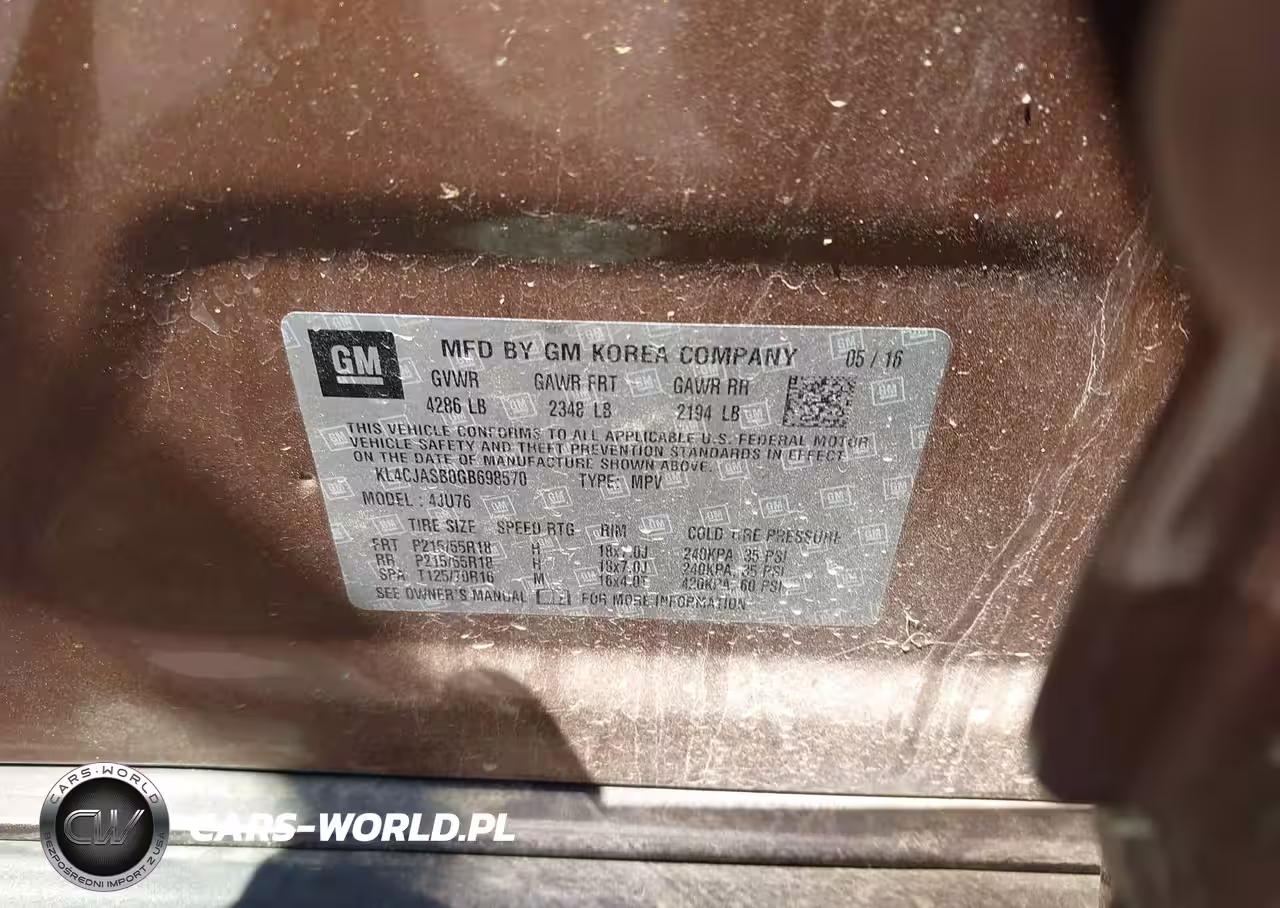 GM
MFD BY GM KOREA COMPANY 05 / 16
GVWR GAWR FRT GAWR RR
4286 LB 2348 LB 2194 LB
THIS VEHICLE CONFORMS TO ALL APPLICABLE U.S. FEDERAL MOTOR
VEHICLE SAFETY AND THEFT PREVENTION STANDARDS IN EFFECT
ON THE DATE OF MANUFACTURE SHOWN ABOVE.
KL4CJASB0GB698570 TYPE: MPV
MODEL : 4JU76
TIRE SIZE SPEED RTG RIM COLD TIRE PRESSURE
FRT P215/55R18 H 18x7.0J 240KPA, 35 PSI
RR P215/55R18 H 18x7.0J 240KPA, 35 PSI
SPA T125/70R16 M 16x4.0T 420KPA, 60 PSI
SEE OWNER'S MANUAL FOR MORE INFORMATION
CARS-WORLD
CW
BEZPOŚREDNI IMPORT Z USA
CARS-WORLD.PL